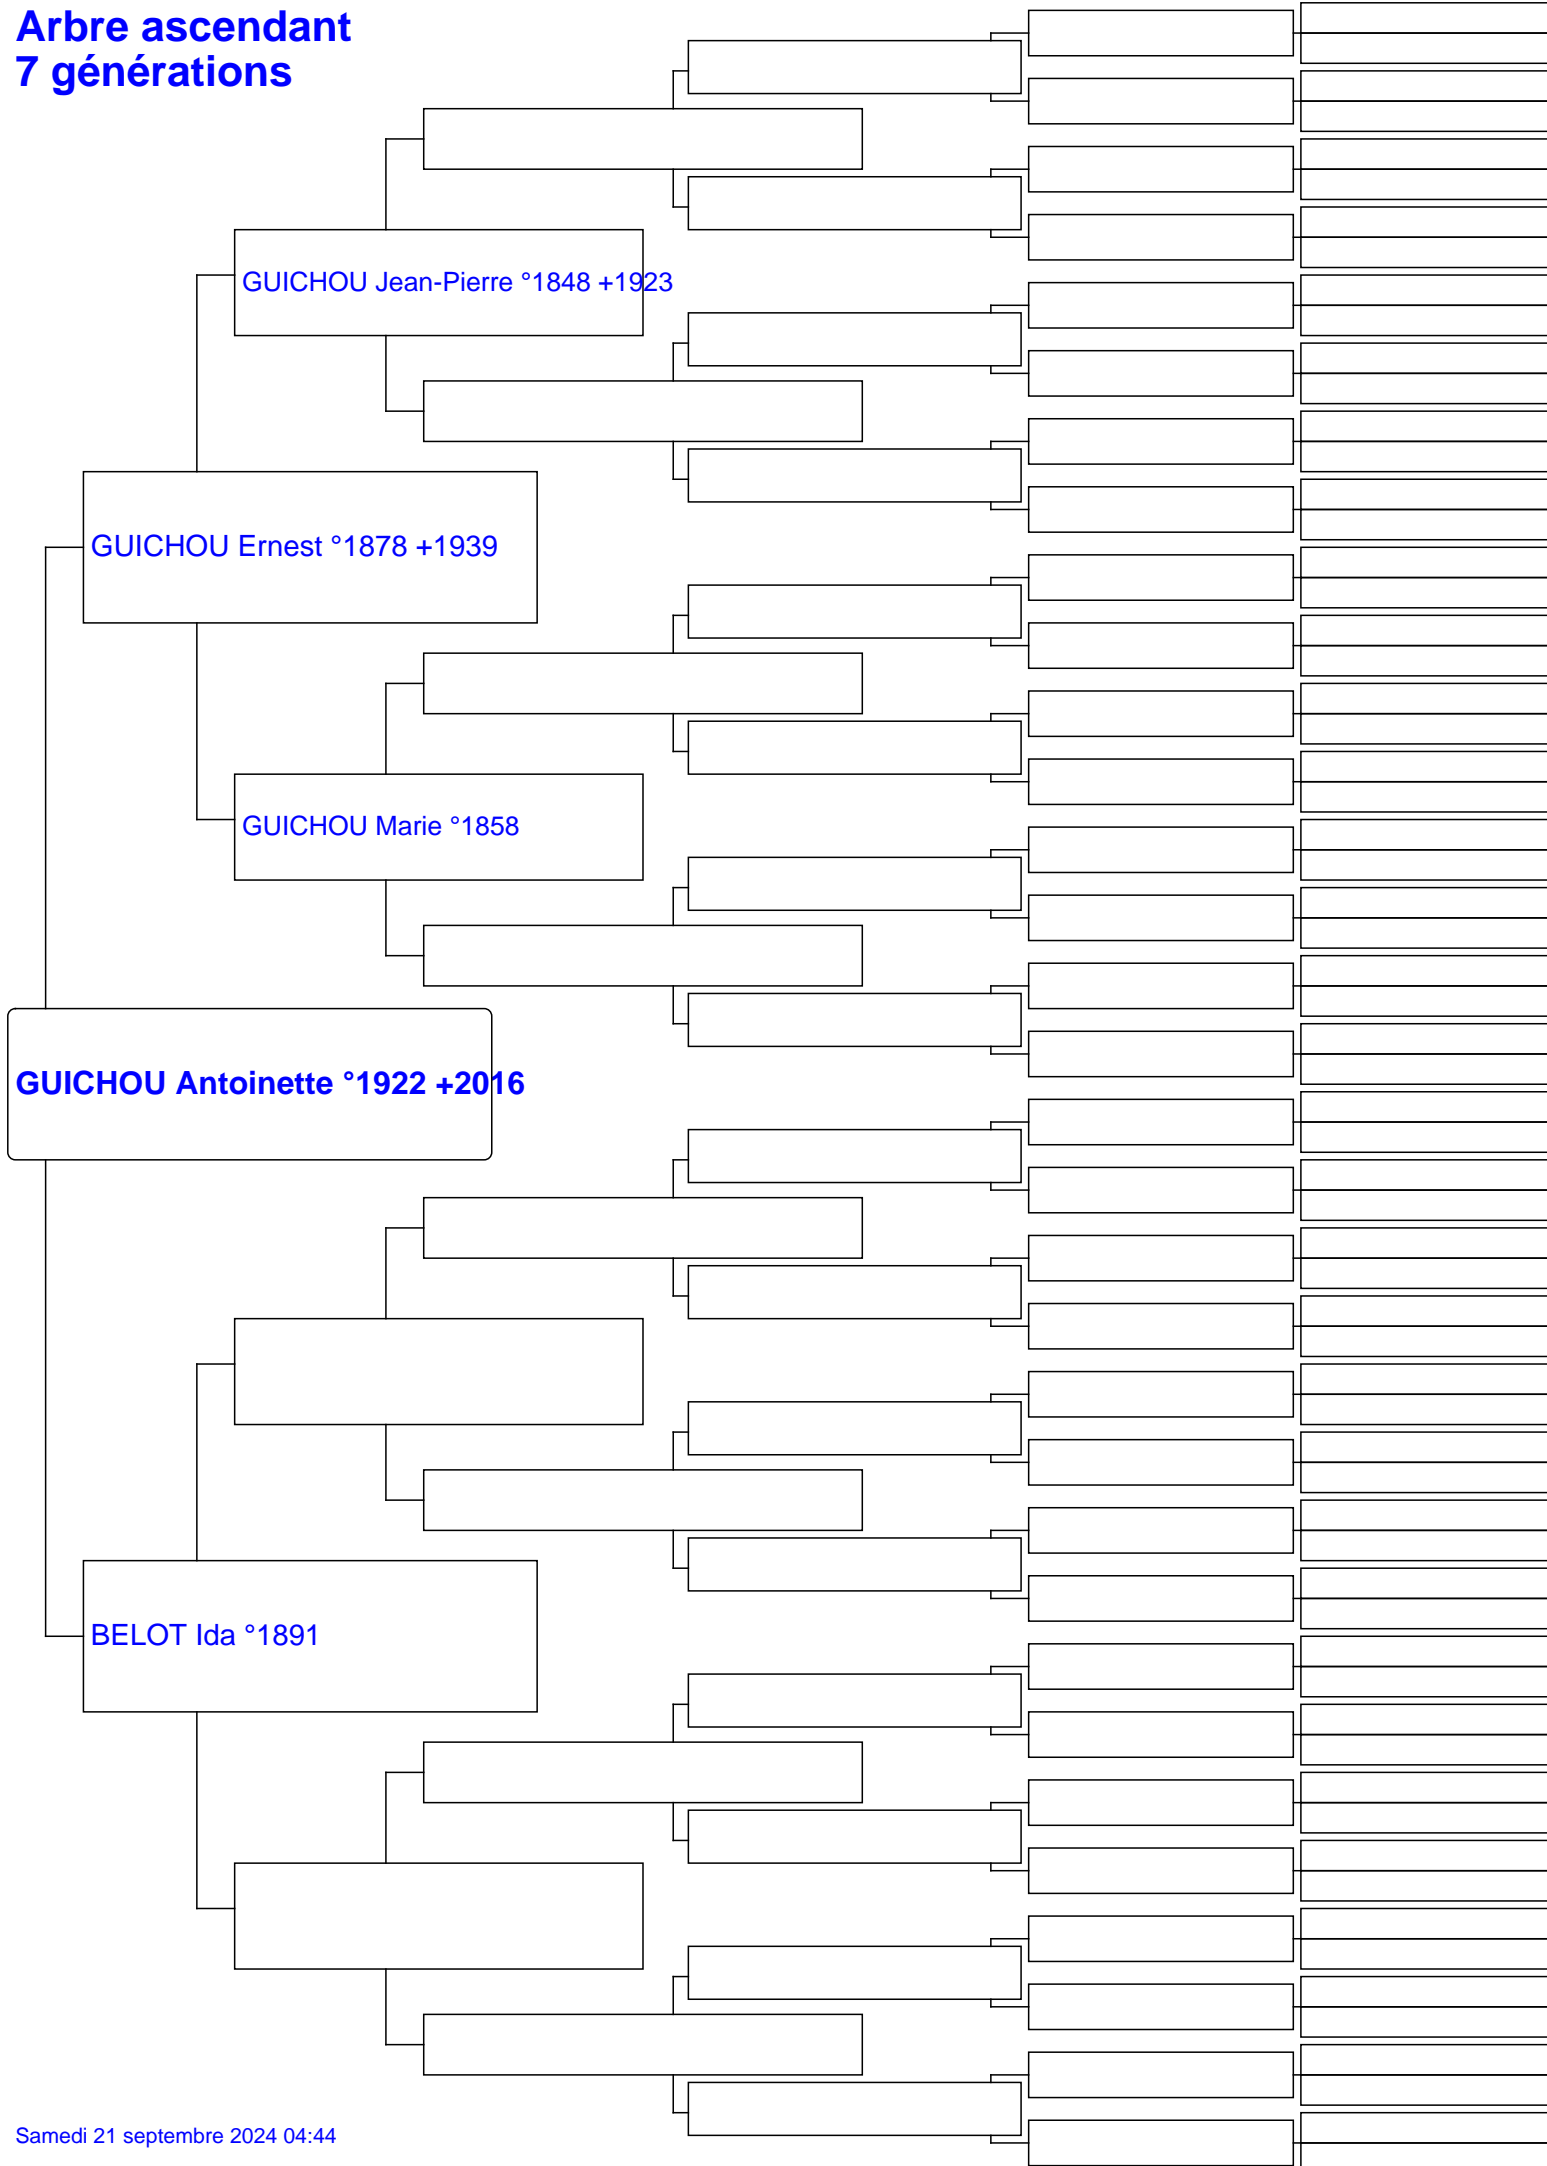 Arbre ascendant
7 générations
GUICHOU Jean-Pierre °1848 +1923
GUICHOU Ernest °1878 +1939
GUICHOU Marie °1858
GUICHOU Antoinette °1922 +2016
BELOT Ida °1891
Samedi 21 septembre 2024 04:44